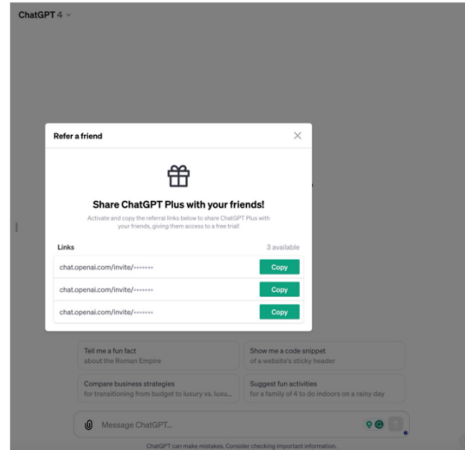 ChatGPT 4
Refer a friend
Share ChatGPT Plus with your friends!
Activate and copy the referral links below to share ChatGPT Plus with
your friends, giving them access to a free trial!
Links 3 available
chat.openai.com/invite/------- Copy
chat.openai.com/invite/------- Copy
chat.openai.com/invite/------- Copy
Tell me a fun fact
about the Roman Empire
Show me a code snippet
of a website's sticky header
Compare business strategies
for transitioning from budget to luxury vs. luxu...
Suggest fun activities
for a family of 4 to do indoors on a rainy day
Message ChatGPT...
ChatGPT can make mistakes. Consider checking important information.